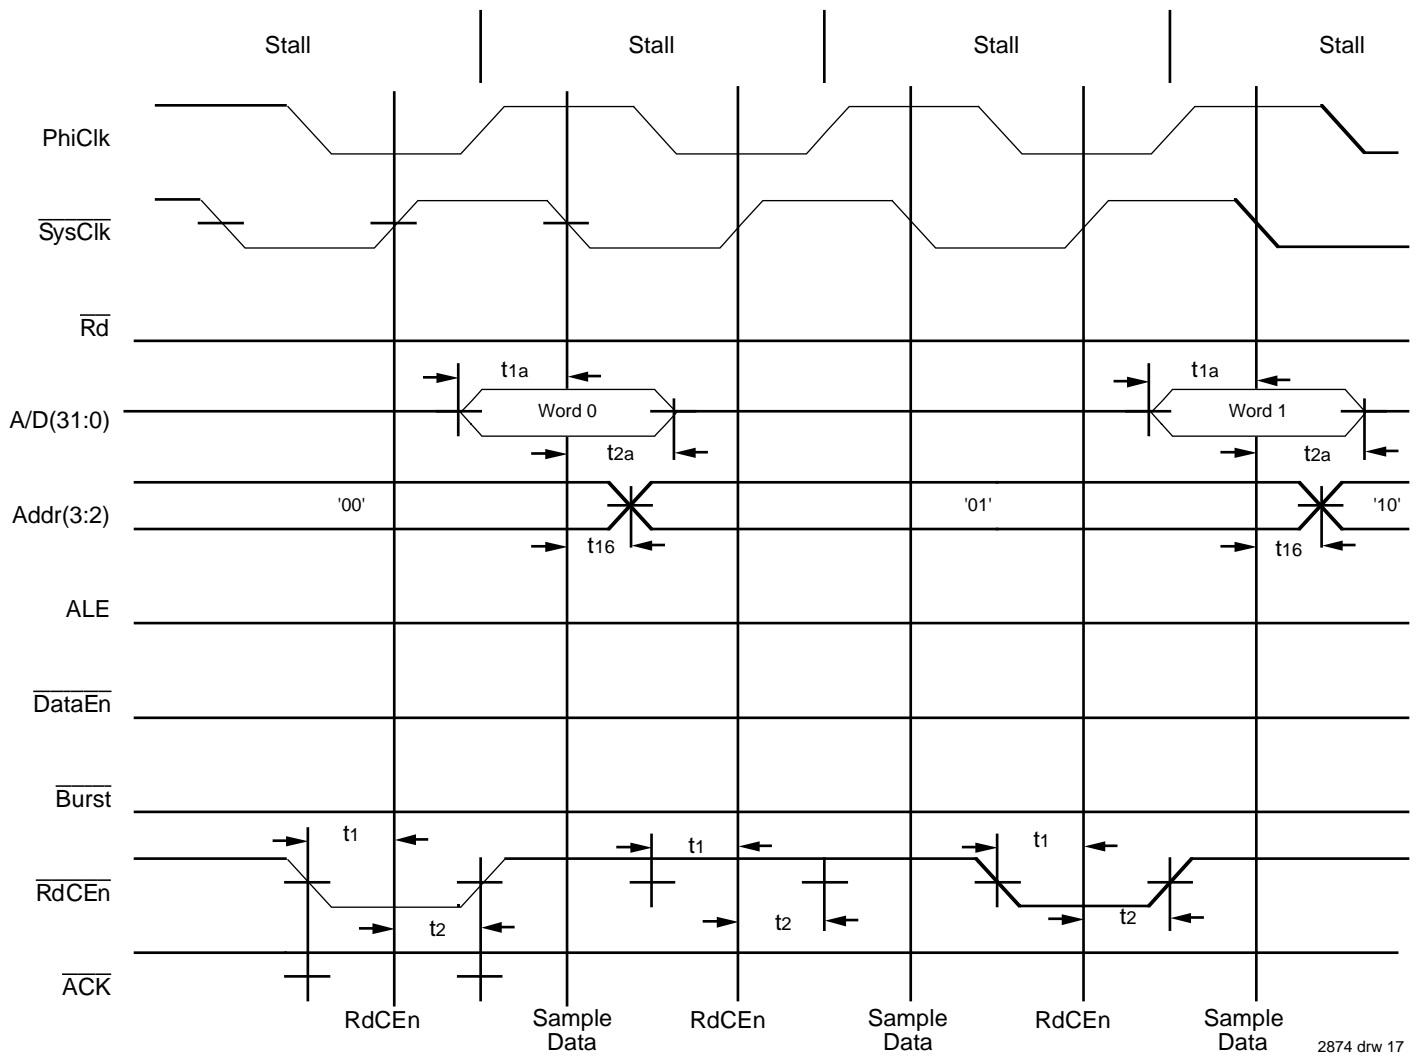 Stall Stall Stall Stall
PhiClk
SysClk
Rd
t1a t1a
A/D(31:0) Word 0 Word 1
t2a t2a
Addr(3:2) '00' '01' '10'
t16 t16
ALE
DataEn
Burst
t1 t1 t1
RdCEn
t2 t2 t2
ACK
RdCEn Sample Data RdCEn Sample Data RdCEn Sample Data
2874 drw 17